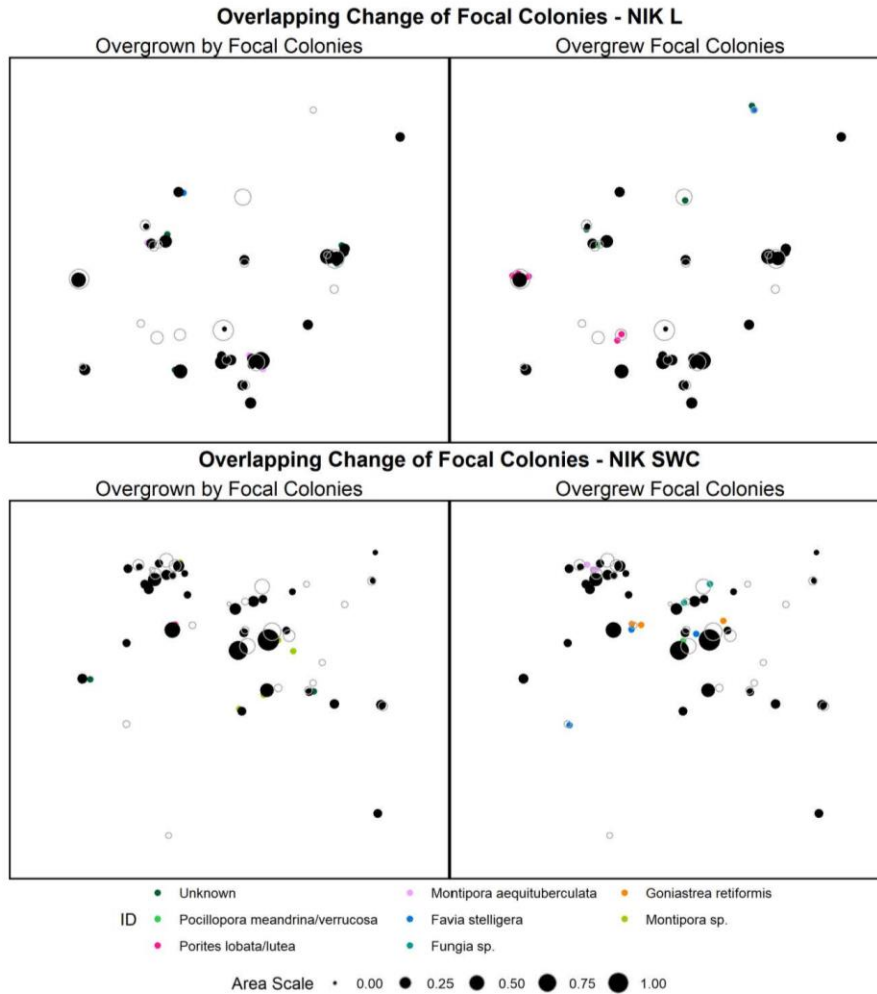 Overlapping Change of Focal Colonies - NIK L
Overgrown by Focal Colonies
Overgrew Focal Colonies
Overlapping Change of Focal Colonies - NIK SWC
Overgrown by Focal Colonies
Overgrew Focal Colonies
ID
Unknown
Pocillopora meandrina/verrucosa
Porites lobata/lutea
Montipora aequituberculata
Favia stelligera
Fungia sp.
Goniastrea retiformis
Montipora sp.
Area Scale 0.00 0.25 0.50 0.75 1.00